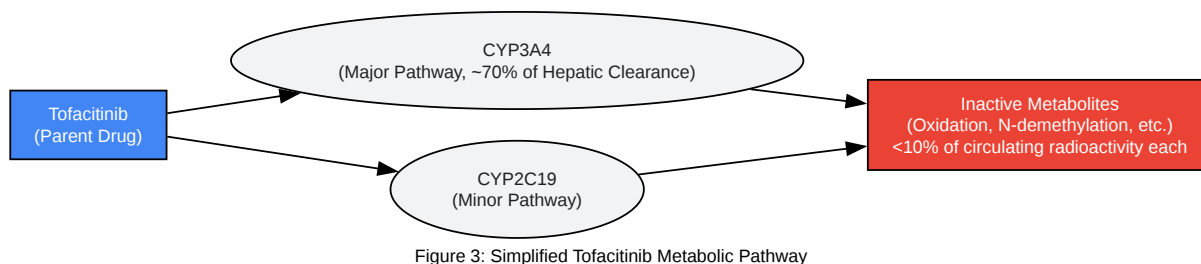 CYP3A4
(Major Pathway, ~70% of Hepatic Clearance)
Tofacitinib
(Parent Drug)
Inactive Metabolites
(Oxidation, N-demethylation, etc.)
<10% of circulating radioactivity each
CYP2C19
(Minor Pathway)
Figure 3: Simplified Tofacitinib Metabolic Pathway